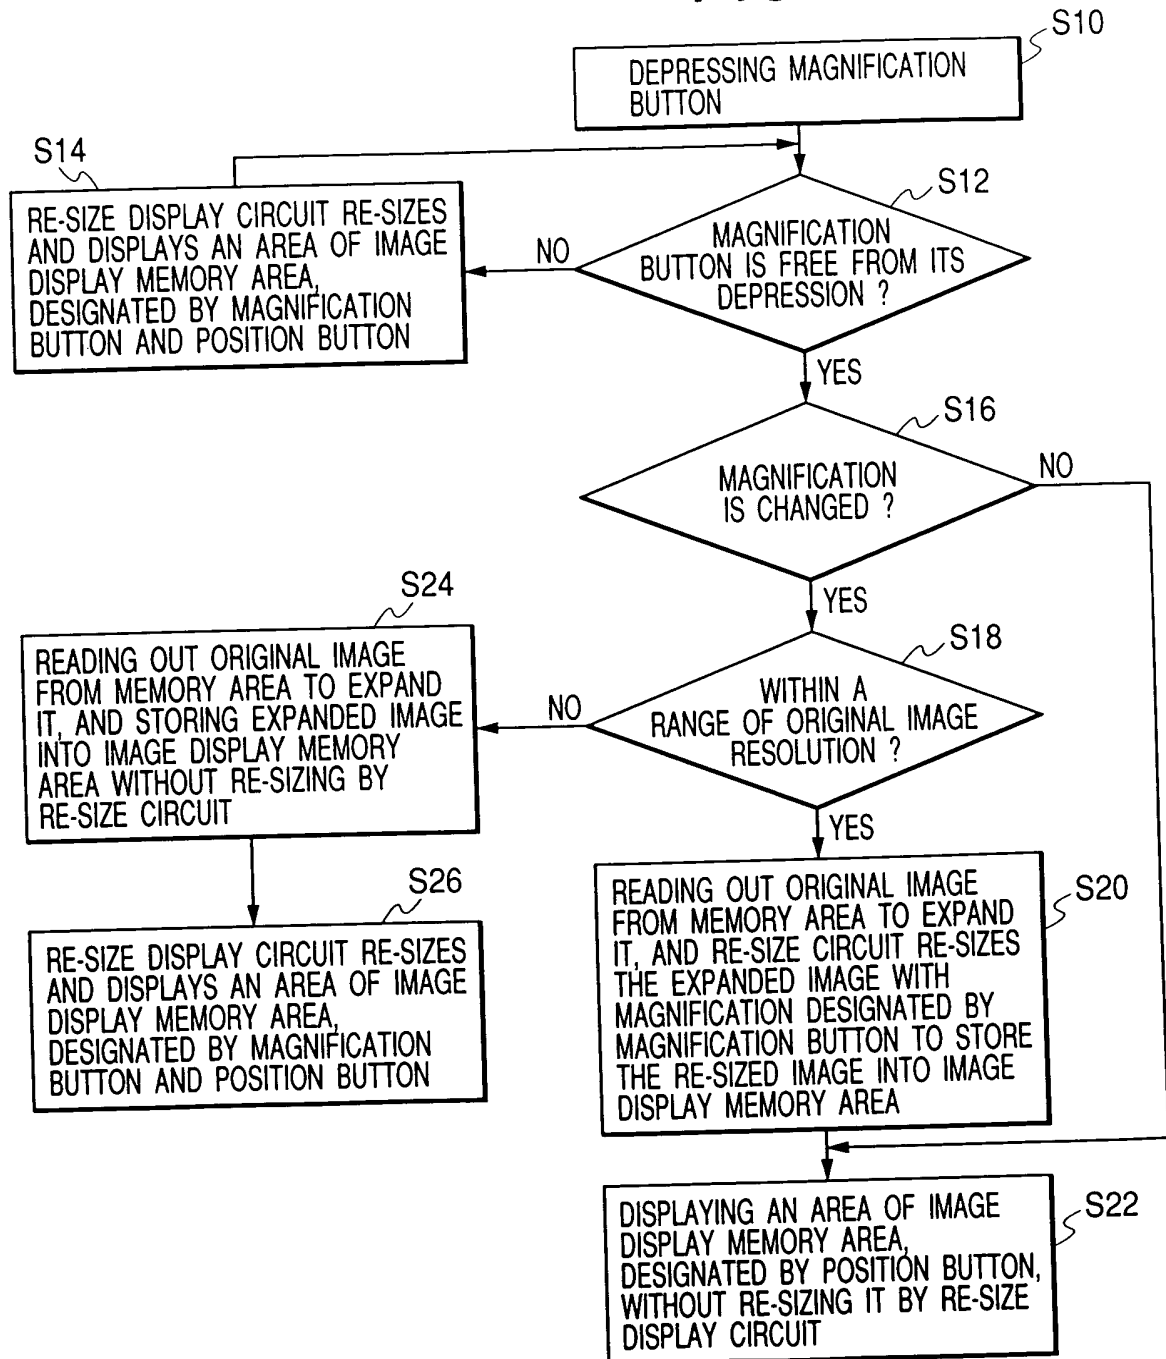 S10
DEPRESSING MAGNIFICATION
BUTTON
S14
RE-SIZE DISPLAY CIRCUIT RE-SIZES
AND DISPLAYS AN AREA OF IMAGE
DISPLAY MEMORY AREA,
DESIGNATED BY MAGNIFICATION
BUTTON AND POSITION BUTTON
S12
MAGNIFICATION
BUTTON IS FREE FROM ITS
DEPRESSION ?
NO
YES
S16
MAGNIFICATION
IS CHANGED ?
NO
YES
S18
WITHIN A
RANGE OF ORIGINAL IMAGE
RESOLUTION ?
NO
YES
S24
READING OUT ORIGINAL IMAGE
FROM MEMORY AREA TO EXPAND
IT, AND STORING EXPANDED IMAGE
INTO IMAGE DISPLAY MEMORY
AREA WITHOUT RE-SIZING BY
RE-SIZE CIRCUIT
S26
RE-SIZE DISPLAY CIRCUIT RE-SIZES
AND DISPLAYS AN AREA OF IMAGE
DISPLAY MEMORY AREA,
DESIGNATED BY MAGNIFICATION
BUTTON AND POSITION BUTTON
S20
READING OUT ORIGINAL IMAGE
FROM MEMORY AREA TO EXPAND
IT, AND RE-SIZE CIRCUIT RE-SIZES
THE EXPANDED IMAGE WITH
MAGNIFICATION DESIGNATED BY
MAGNIFICATION BUTTON TO STORE
THE RE-SIZED IMAGE INTO IMAGE
DISPLAY MEMORY AREA
S22
DISPLAYING AN AREA OF IMAGE
DISPLAY MEMORY AREA,
DESIGNATED BY POSITION BUTTON,
WITHOUT RE-SIZING IT BY RE-SIZE
DISPLAY CIRCUIT